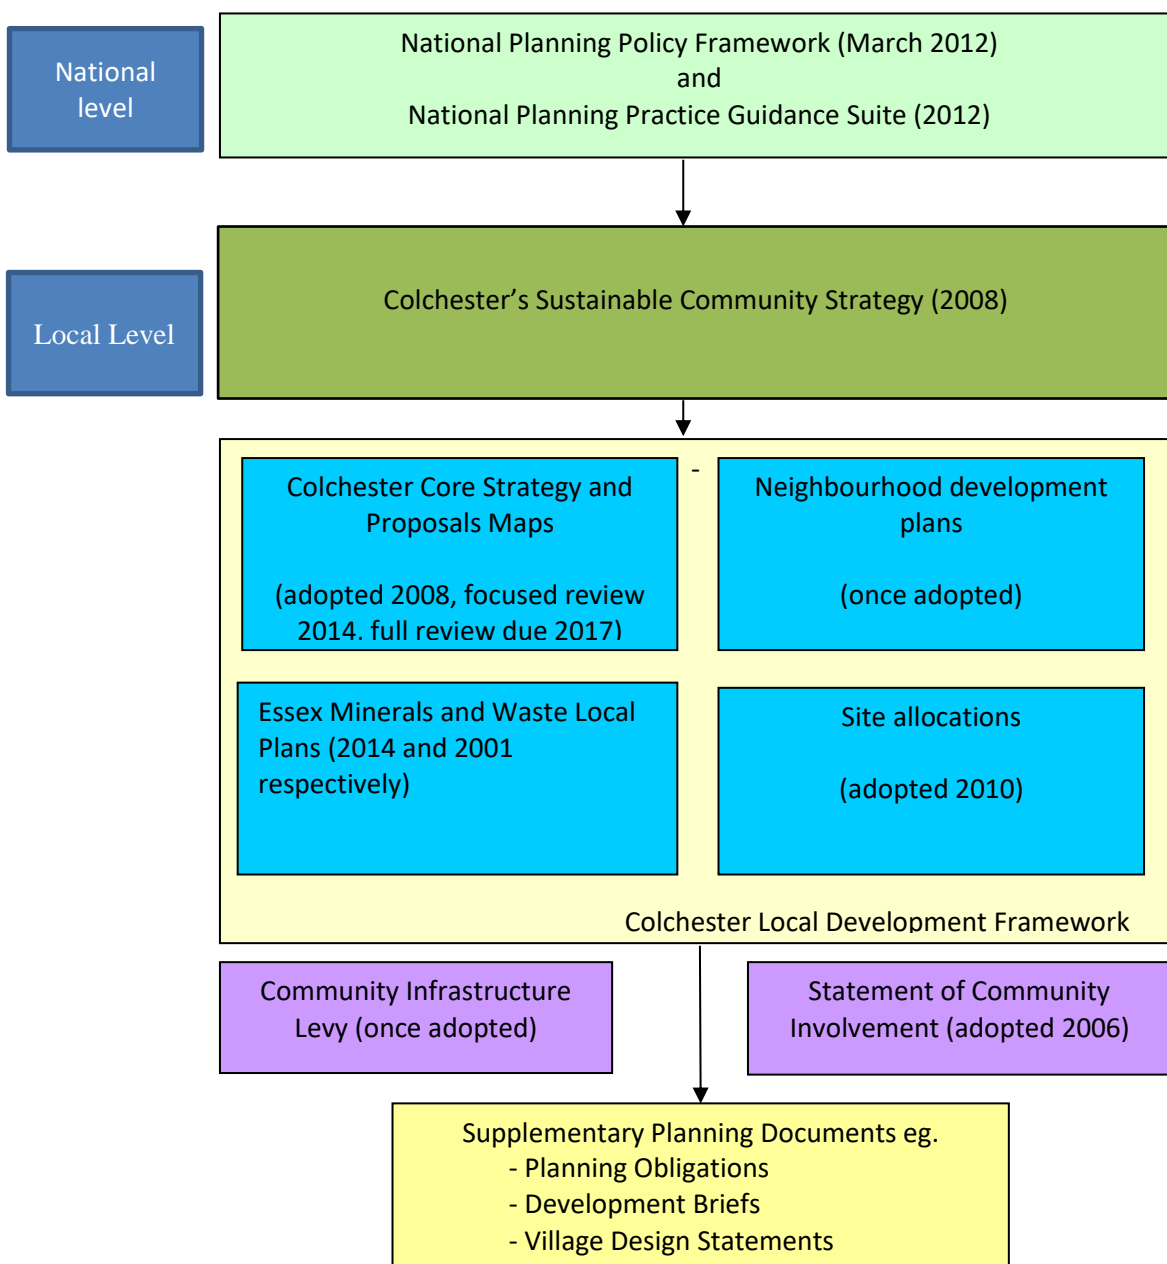 National
level
National Planning Policy Framework (March 2012)
and
National Planning Practice Guidance Suite (2012)
Local Level
Colchester’s Sustainable Community Strategy (2008)
-
Colchester Core Strategy and
Proposals Maps
(adopted 2008, focused review
2014. full review due 2017)
Neighbourhood development
plans
(once adopted)
Essex Minerals and Waste Local
Plans (2014 and 2001
respectively)
Site allocations
(adopted 2010)
Colchester Local Development Framework
Community Infrastructure
Levy (once adopted)
Statement of Community
Involvement (adopted 2006)
Supplementary Planning Documents eg.
- Planning Obligations
- Development Briefs
- Village Design Statements